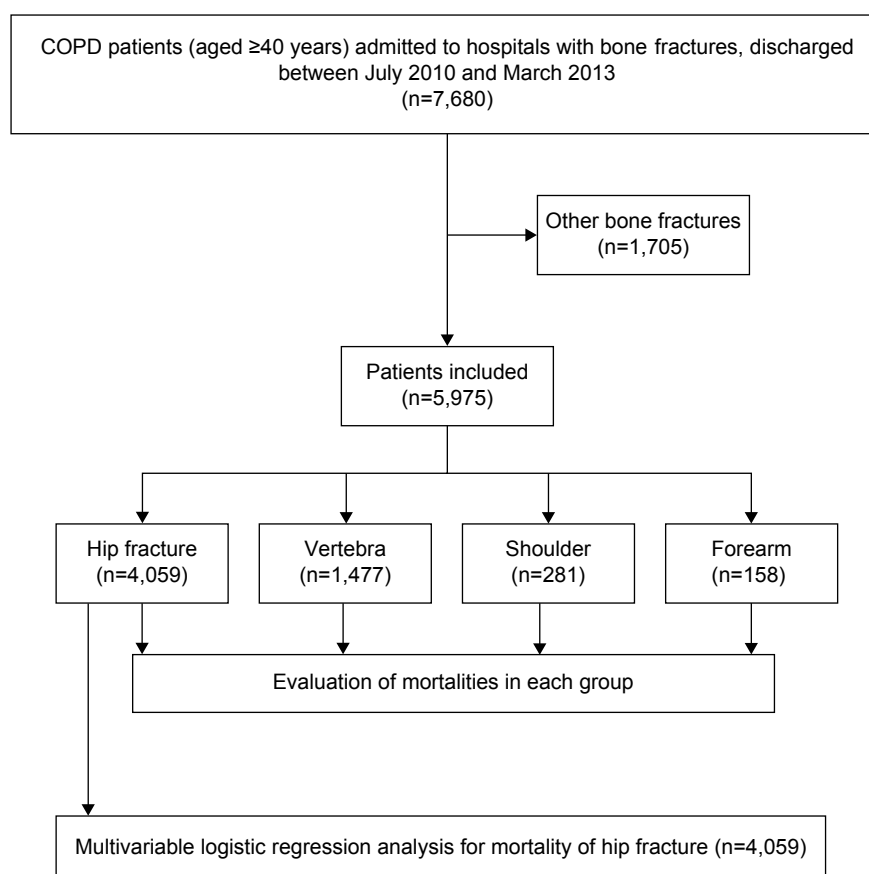 COPD patients (aged ≥40 years) admitted to hospitals with bone fractures, discharged
between July 2010 and March 2013
(n=7,680)
Other bone fractures
(n=1,705)
Patients included
(n=5,975)
Hip fracture
(n=4,059)
Vertebra
(n=1,477)
Shoulder
(n=281)
Forearm
(n=158)
Evaluation of mortalities in each group
Multivariable logistic regression analysis for mortality of hip fracture (n=4,059)